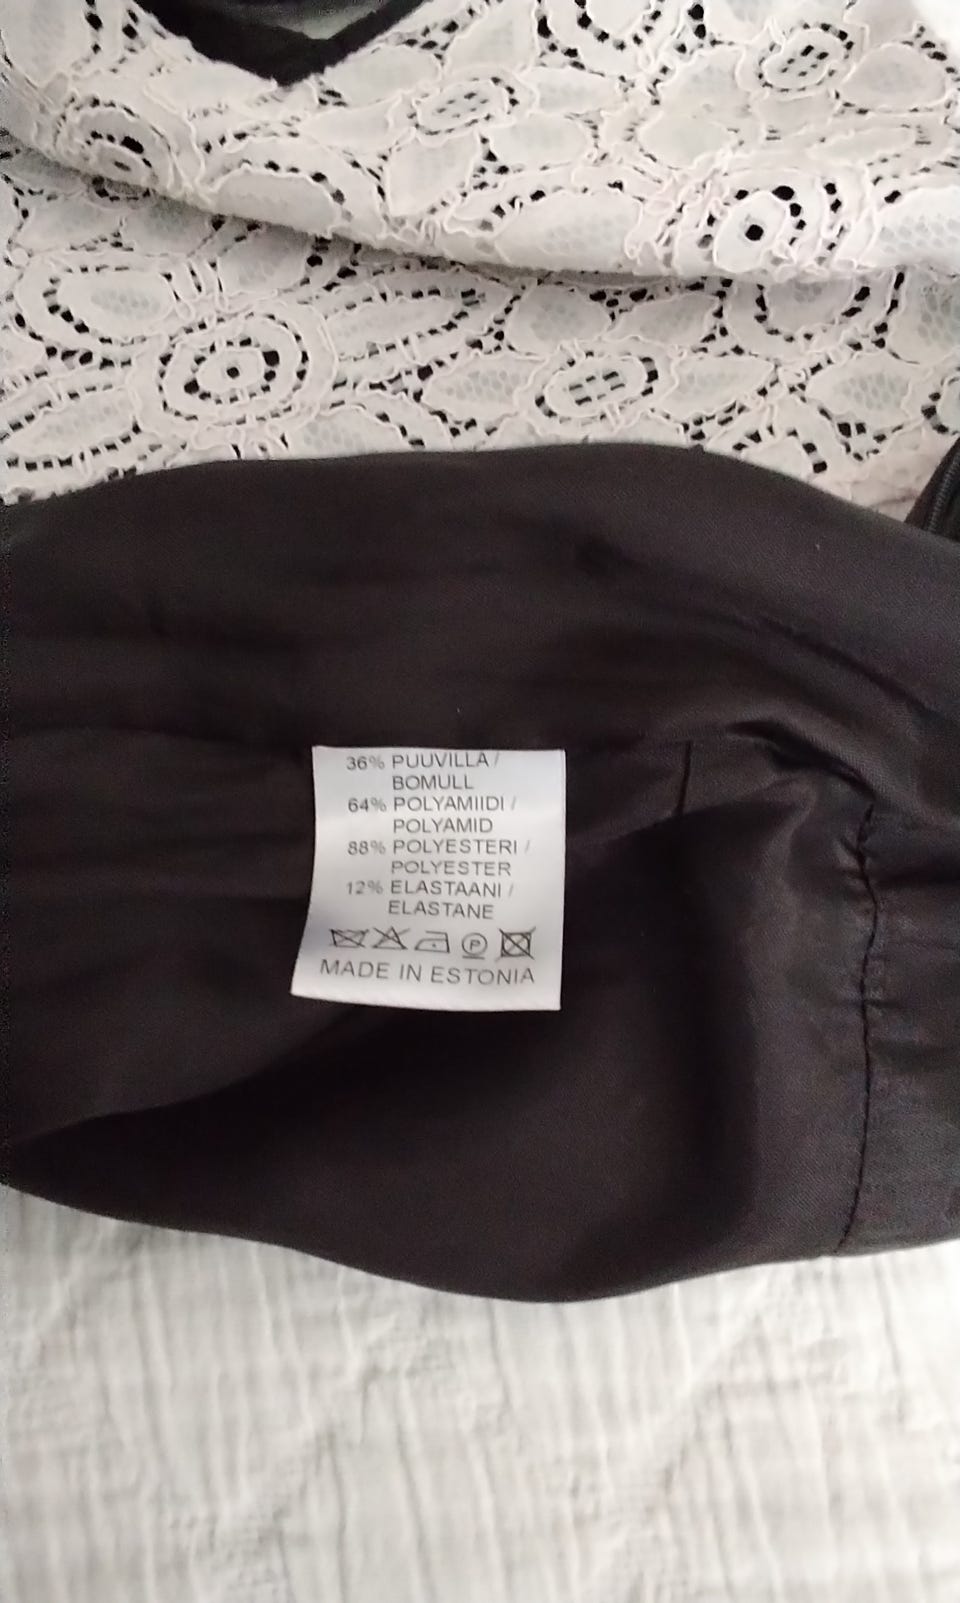 36% PUUVILLA /
BOMULL
64% POLYAMIIDI /
POLYAMID
88% POLYESTERI /
POLYESTER
12% ELASTAANI /
ELASTANE
P
MADE IN ESTONIA